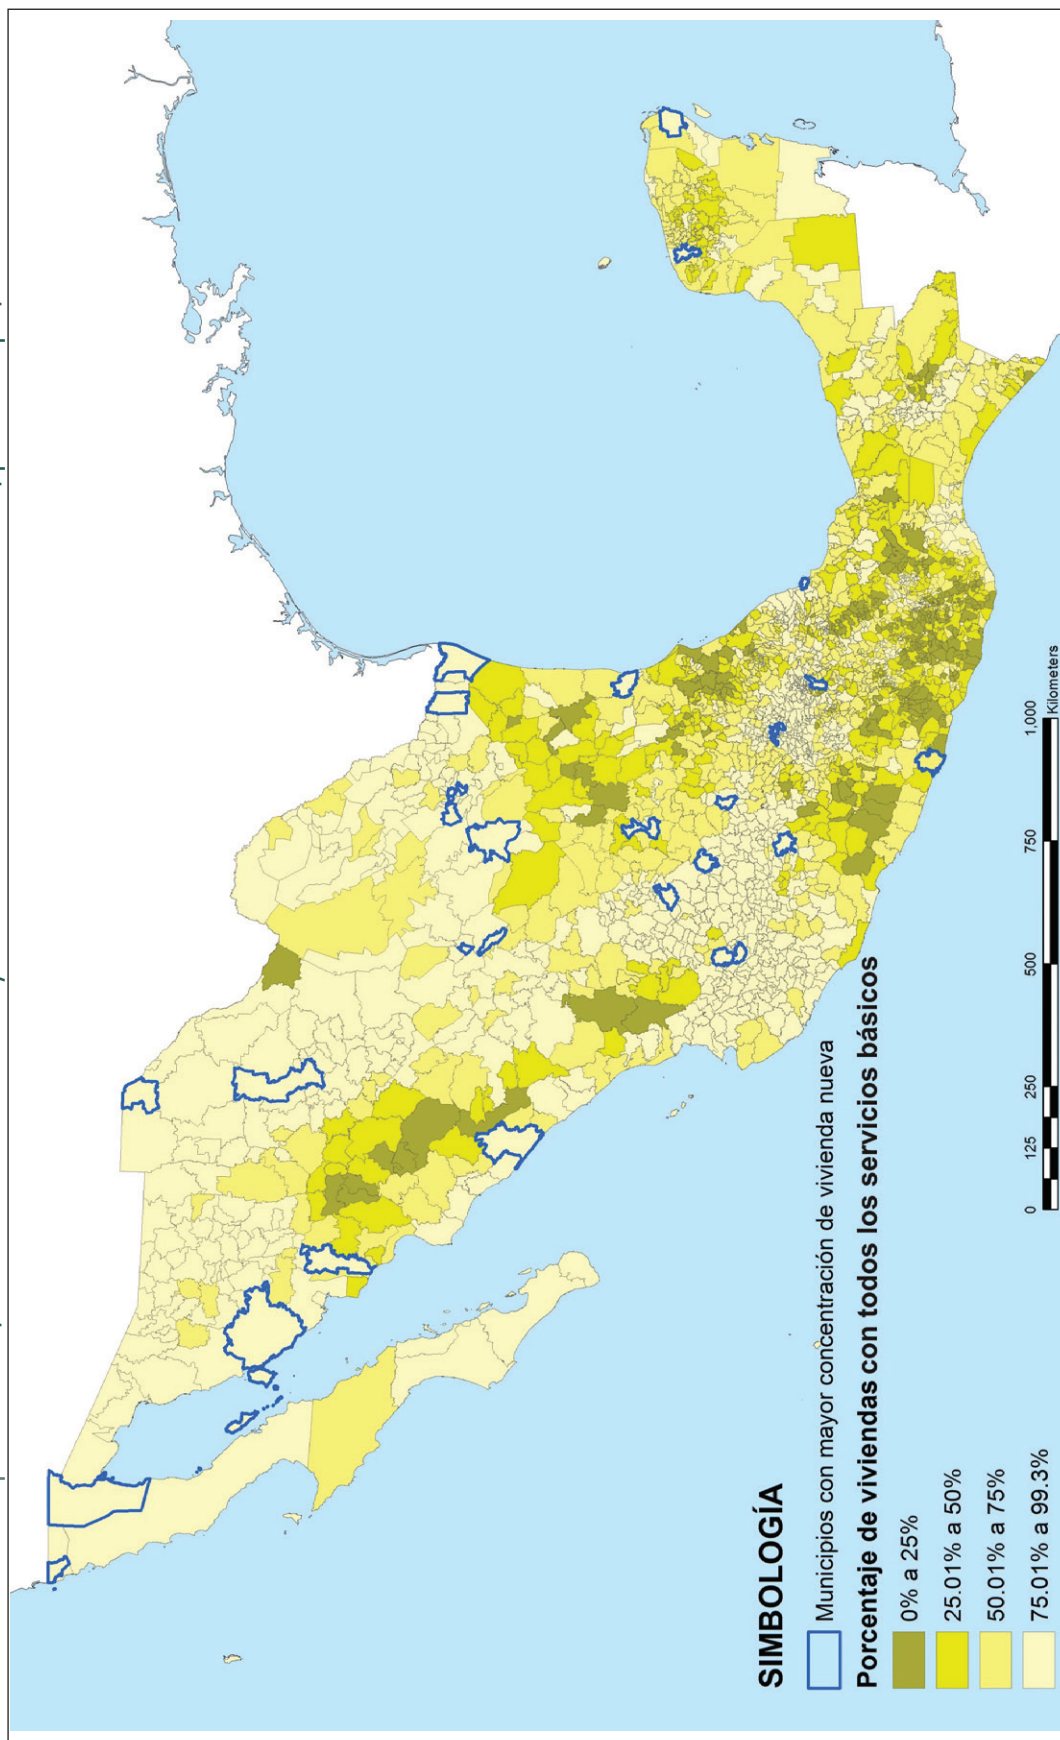 SIMBOLOGÍA
Municipios con mayor concentración de vivienda nueva
Porcentaje de viviendas con todos los servicios básicos
0% a 25%
25.01% a 50%
50.01% a 75%
75.01% a 99.3%
0 125 250 500 750 1,000
Kilometers